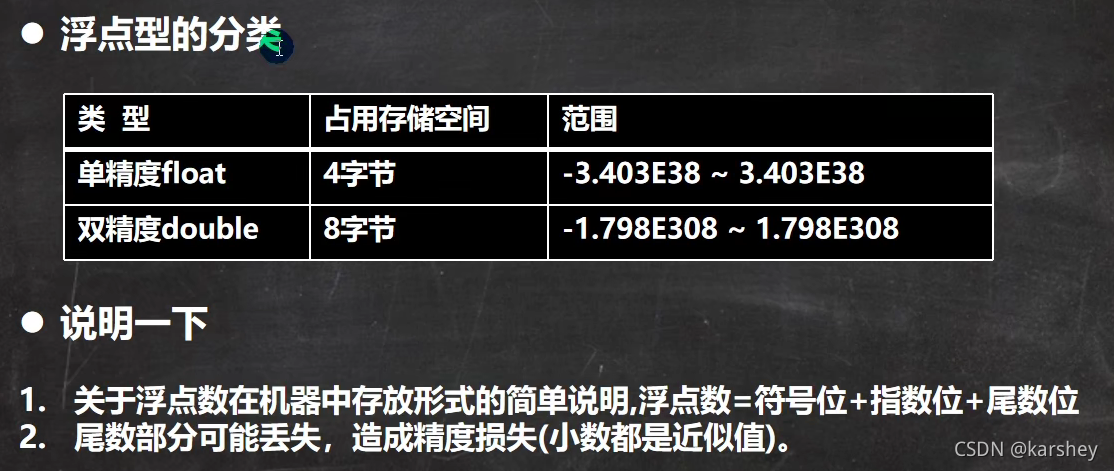 浮点型的分类
类 型 占用存储空间 范围
单精度float 4字节 -3.403E38 ~ 3.403E38
双精度double 8字节 -1.798E308 ~ 1.798E308
说明一下
1. 关于浮点数在机器中存放形式的简单说明,浮点数=符号位+指数位+尾数位
2. 尾数部分可能丢失，造成精度损失(小数都是近似值)。
CSDN @karshey